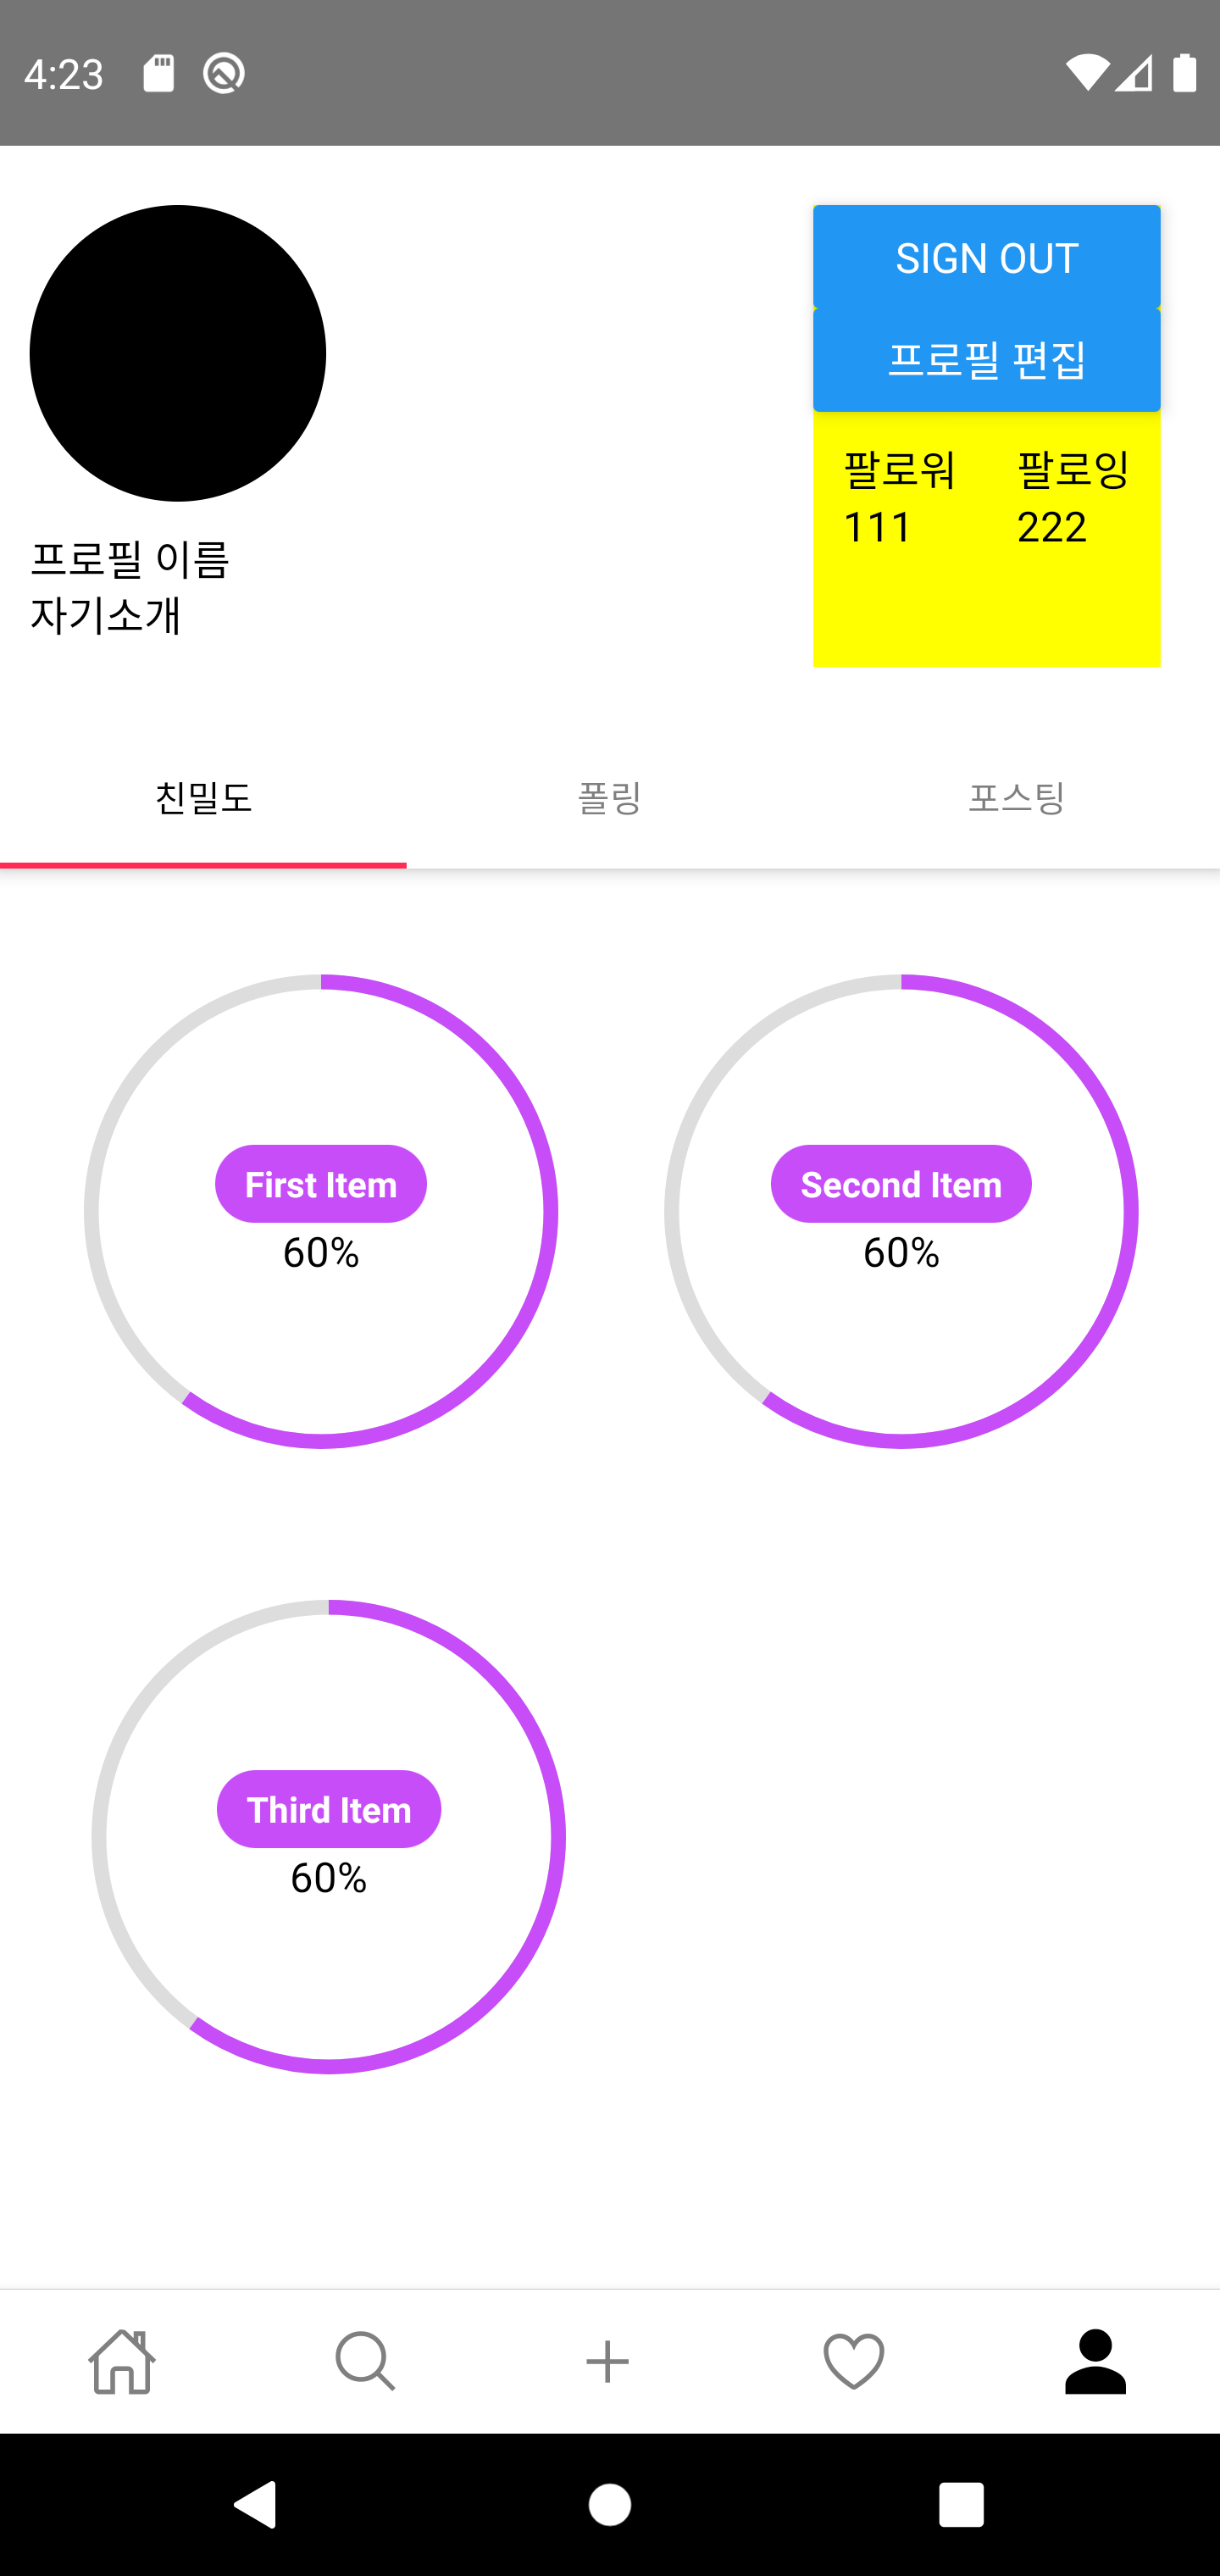 4:23
SIGN OUT
프로필 편집
팔로워 팔로잉
111 222
프로필 이름
자기소개
친밀도 폴링 포스팅
First Item Second Item
60% 60%
Third Item
60%